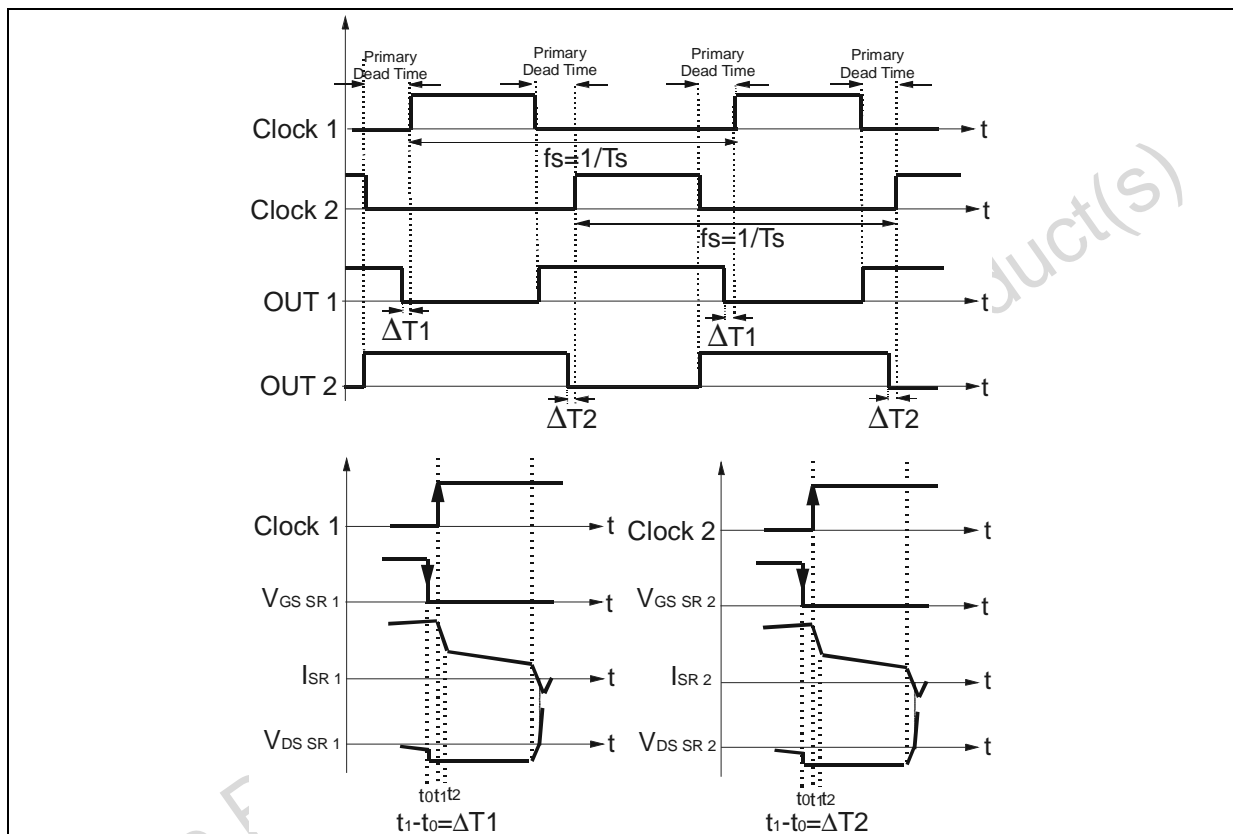 Primary
Dead Time
Primary
Dead Time
Primary
Dead Time
Primary
Dead Time
Clock 1
t
fs=1/Ts
Clock 2
t
fs=1/Ts
OUT 1
t
ΔT1
ΔT1
OUT 2
t
ΔT2
ΔT2
Clock 1
t
VGS SR 1
t
ISR 1
t
VDS SR 1
t
t0t1t2
t1-t0=ΔT1
Clock 2
t
VGS SR 2
t
ISR 2
t
VDS SR 2
t
t0t1t2
t1-t0=ΔT2
duct(s)